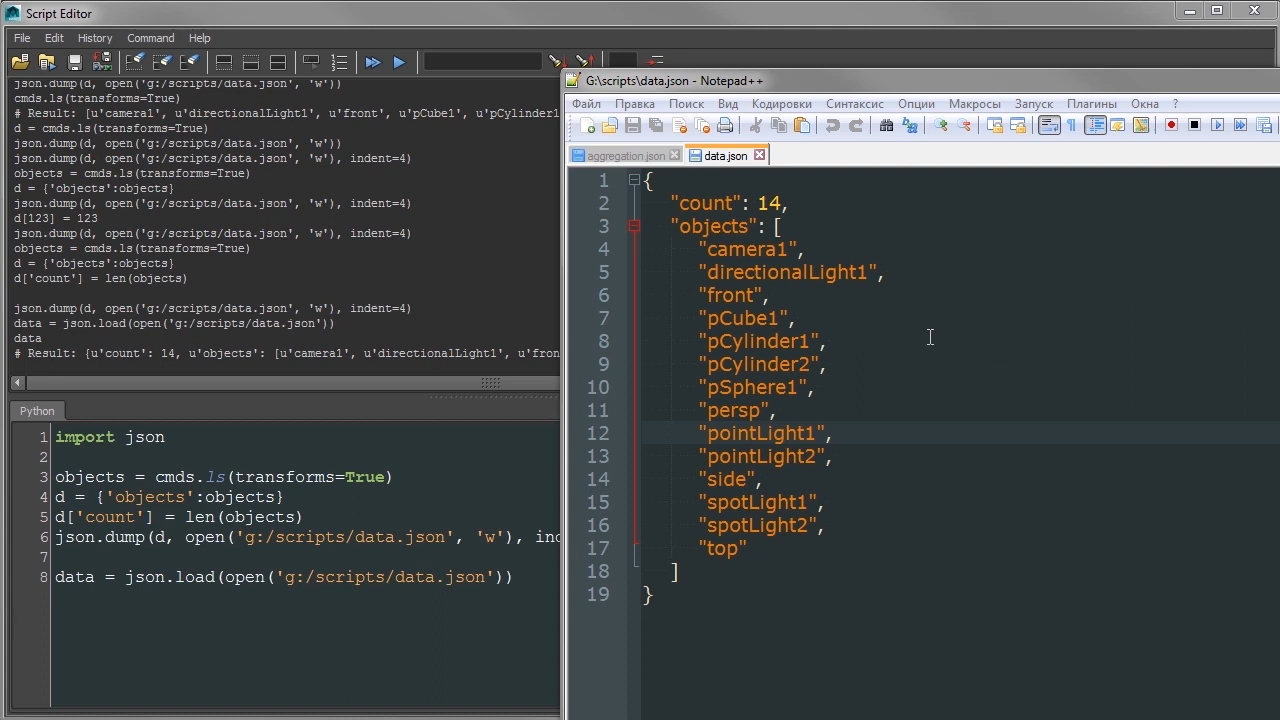 Script Editor
File Edit History Command Help
json.dump(d, open('g:/scripts/data.json', 'w'))
cmds.ls(transforms=True)
# Result: [u'camera1', u'directionalLight1', u'front', u'pCube1', u'pCylinder1
d = cmds.ls(transforms=True)
json.dump(d, open('g:/scripts/data.json', 'w'))
json.dump(d, open('g:/scripts/data.json', 'w'), indent=4)
objects = cmds.ls(transforms=True)
d = {'objects':objects}
json.dump(d, open('g:/scripts/data.json', 'w'), indent=4)
d[123] = 123
json.dump(d, open('g:/scripts/data.json', 'w'), indent=4)
objects = cmds.ls(transforms=True)
d = {'objects':objects}
d['count'] = len(objects)
json.dump(d, open('g:/scripts/data.json', 'w'), indent=4)
data = json.load(open('g:/scripts/data.json'))
data
# Result: {u'count': 14, u'objects': [u'camera1', u'directionalLight1', u'fron
Python
1 import json
2
3 objects = cmds.ls(transforms=True)
4 d = {'objects':objects}
5 d['count'] = len(objects)
6 json.dump(d, open('g:/scripts/data.json', 'w'), ind
7
8 data = json.load(open('g:/scripts/data.json'))
G:\scripts\data.json - Notepad++
Файл Правка Поиск Вид Кодировки Синтаксис Опции Макросы Запуск Плагины Окна ?
aggregation.json data.json
1 {
2 "count": 14,
3 "objects": [
4 "camera1",
5 "directionalLight1",
6 "front",
7 "pCube1",
8 "pCylinder1",
9 "pCylinder2",
10 "pSphere1",
11 "persp",
12 "pointLight1",
13 "pointLight2",
14 "side",
15 "spotLight1",
16 "spotLight2",
17 "top"
18 ]
19 }